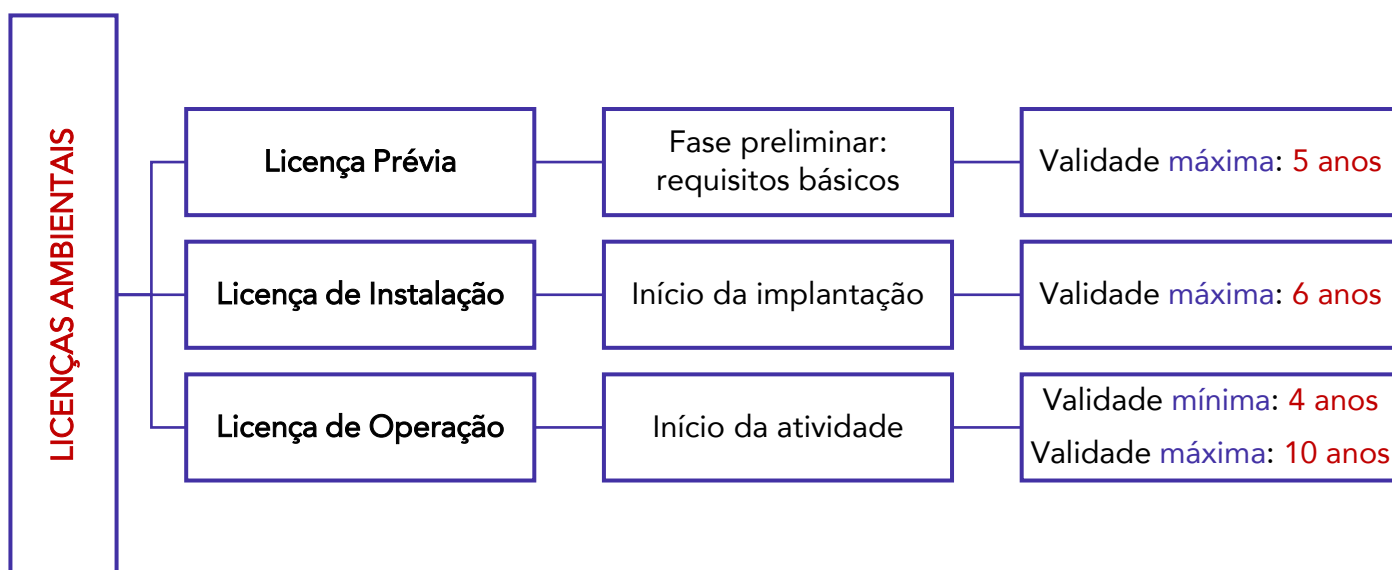 LICENÇAS AMBIENTAIS
Licença Prévia
Fase preliminar:
requisitos básicos
Validade máxima: 5 anos
Licença de Instalação
Início da implantação
Validade máxima: 6 anos
Licença de Operação
Início da atividade
Validade mínima: 4 anos
Validade máxima: 10 anos